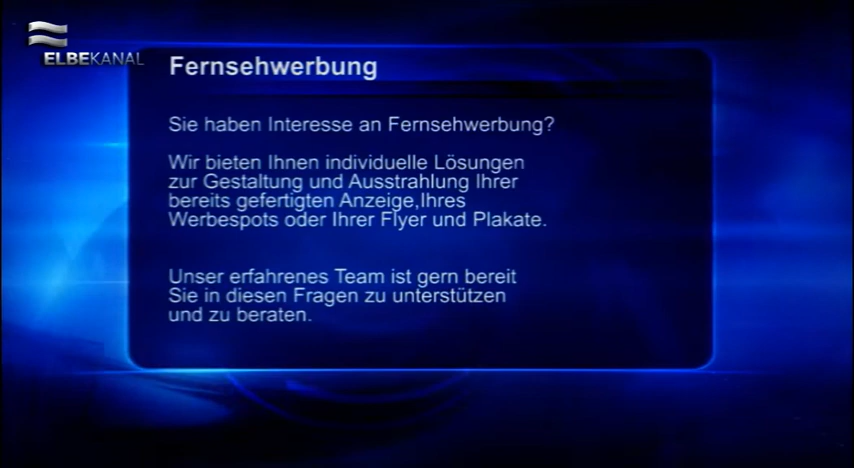 ELBEKANAL
Fernsehwerbung
Sie haben Interesse an Fernsehwerbung?
Wir bieten Ihnen individuelle Lösungen
zur Gestaltung und Ausstrahlung Ihrer
bereits gefertigten Anzeige,Ihres
Werbespots oder Ihrer Flyer und Plakate.
Unser erfahrenes Team ist gern bereit
Sie in diesen Fragen zu unterstützen
und zu beraten.